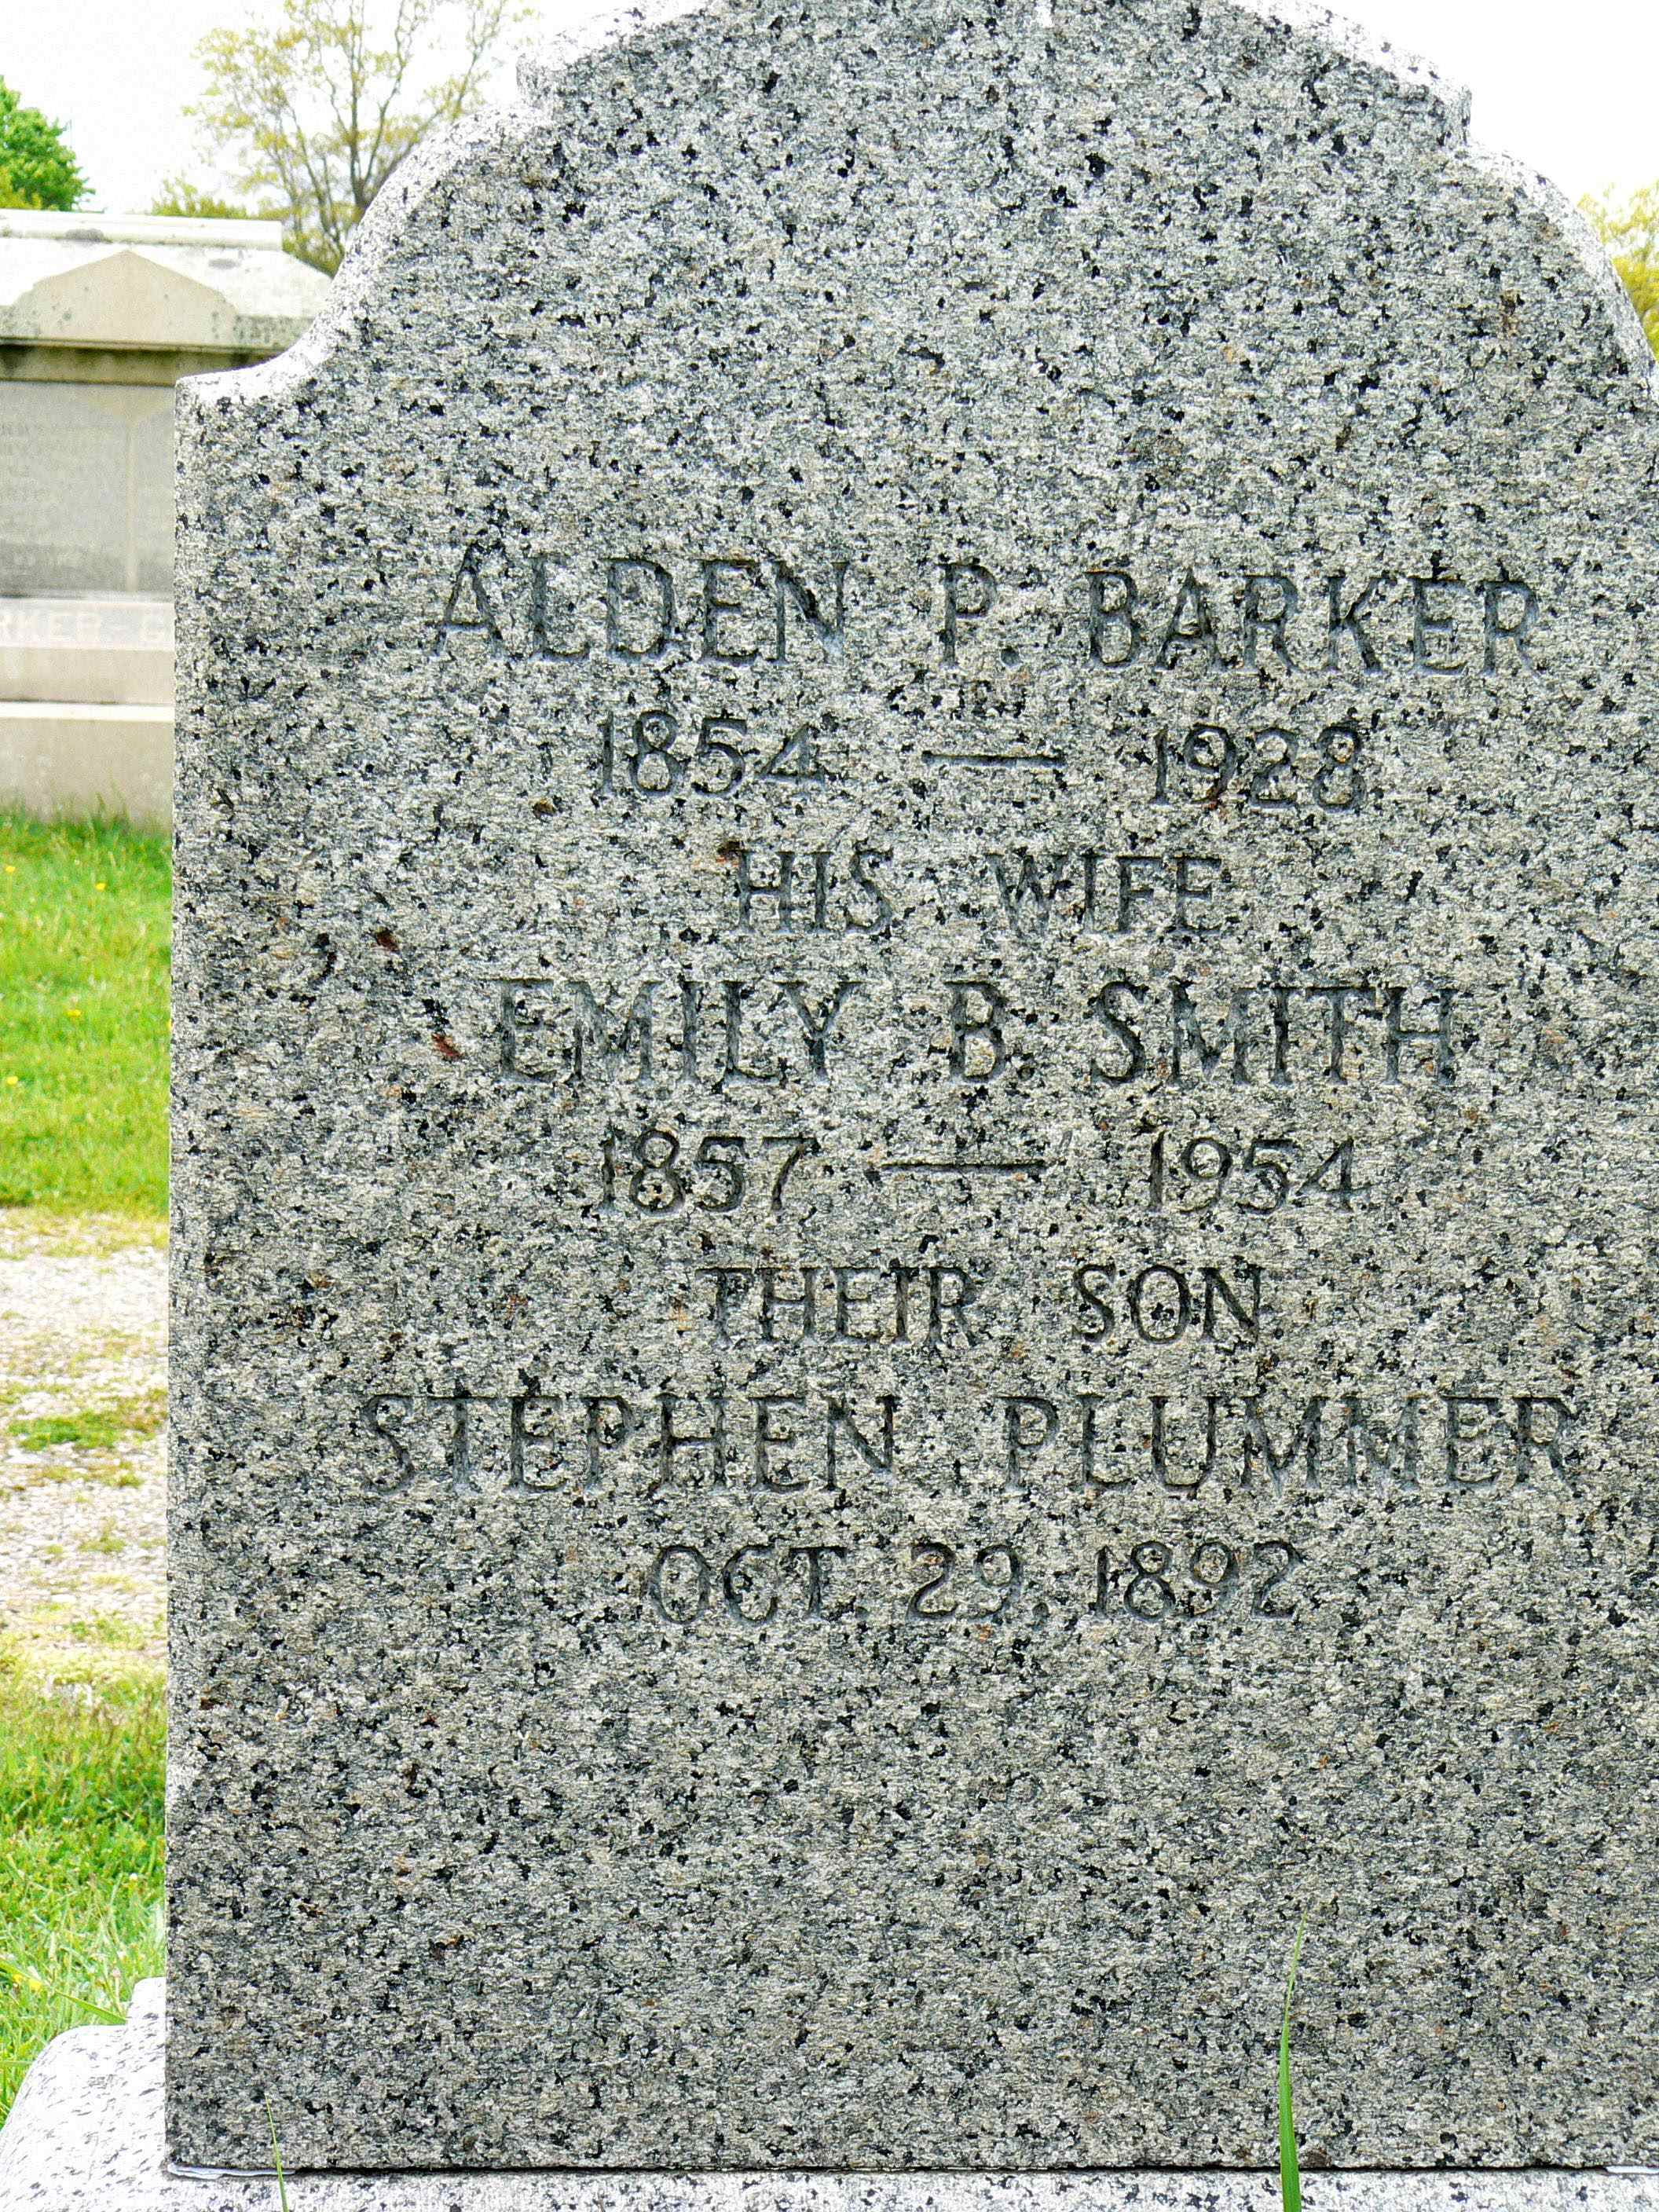 ALDEN P. BARKER
1854 — 1928
HIS WIFE
EMILY B. SMITH
1857 — 1954
THEIR SON
STEPHEN PLUMMER
OCT. 29, 1892